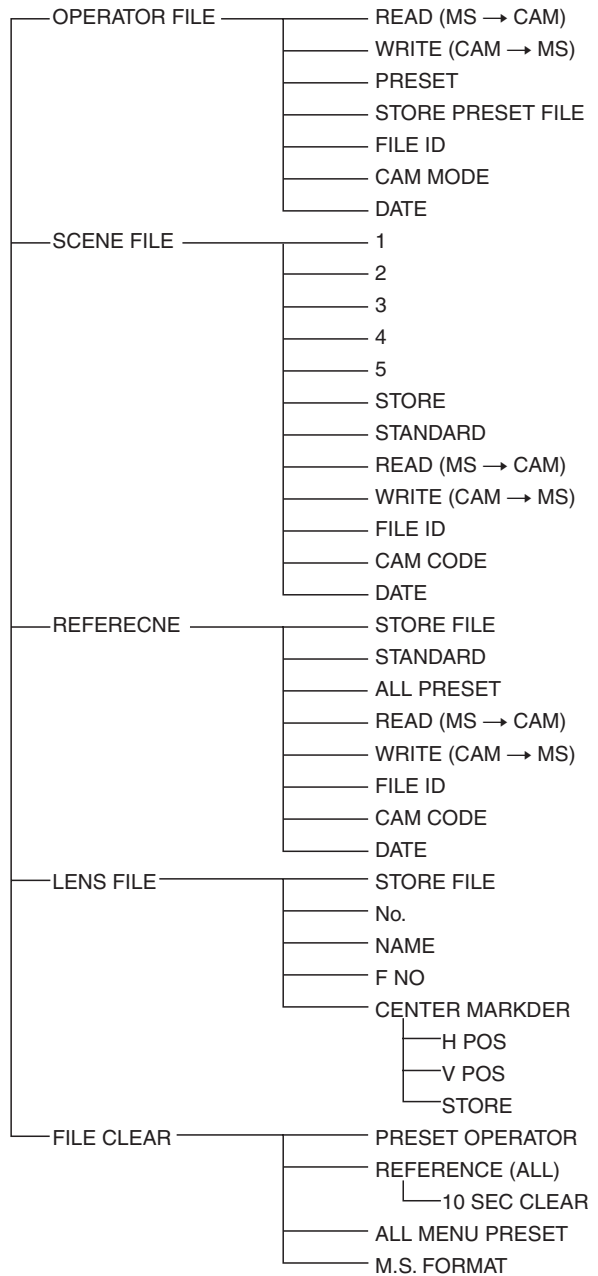 OPERATOR FILE
READ (MS → CAM)
WRITE (CAM → MS)
PRESET
STORE PRESET FILE
FILE ID
CAM MODE
DATE
SCENE FILE
1
2
3
4
5
STORE
STANDARD
READ (MS → CAM)
WRITE (CAM → MS)
FILE ID
CAM CODE
DATE
REFERECNE
STORE FILE
STANDARD
ALL PRESET
READ (MS → CAM)
WRITE (CAM → MS)
FILE ID
CAM CODE
DATE
LENS FILE
STORE FILE
No.
NAME
F NO
CENTER MARKDER
H POS
V POS
STORE
FILE CLEAR
PRESET OPERATOR
REFERENCE (ALL)
10 SEC CLEAR
ALL MENU PRESET
M.S. FORMAT